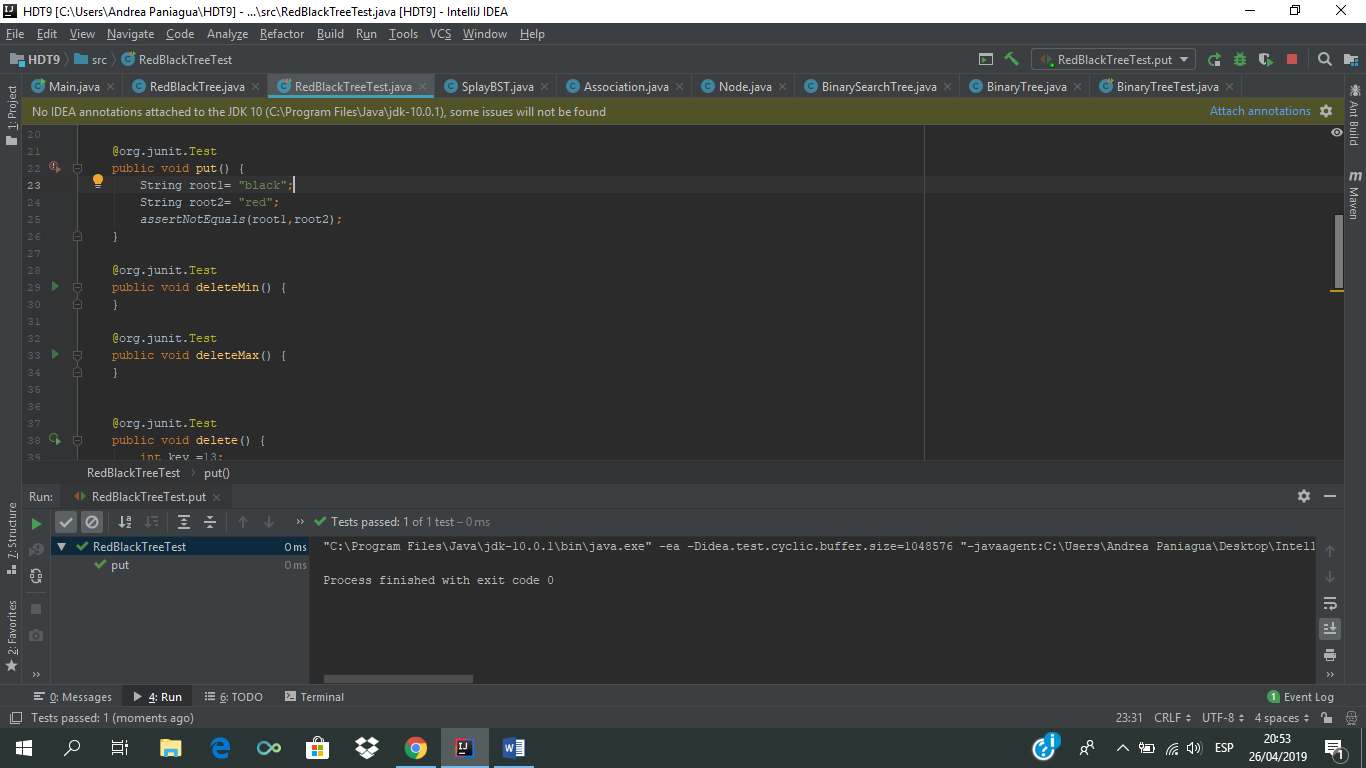 HDT9 [C:\Users\Andrea Paniagua\HDT9] - ...\src\RedBlackTreeTest.java [HDT9] - IntelliJ IDEA
File Edit View Navigate Code Analyze Refactor Build Run Tools VCS Window Help
HDT9 src RedBlackTreeTest RedBlackTreeTest.put
Main.java RedBlackTree.java RedBlackTreeTest.java SplayBST.java Association.java Node.java BinarySearchTree.java BinaryTree.java BinaryTreeTest.java
No IDEA annotations attached to the JDK 10 (C:\Program Files\Java\jdk-10.0.1), some issues will not be found Attach annotations
1: Project
Ant Build
Maven
20
21 @org.junit.Test
22 public void put() {
23 String root1= "black";
24 String root2= "red";
25 assertNotEquals(root1,root2);
26 }
27
28 @org.junit.Test
29 public void deleteMin() {
30 }
31
32 @org.junit.Test
33 public void deleteMax() {
34 }
35
36
37 @org.junit.Test
38 public void delete() {
39 int key =13;
RedBlackTreeTest put()
Run: RedBlackTreeTest.put
7: Structure
2: Favorites
Tests passed: 1 of 1 test – 0 ms
RedBlackTreeTest 0 ms
put 0 ms
"C:\Program Files\Java\jdk-10.0.1\bin\java.exe" -ea -Didea.test.cyclic.buffer.size=1048576 "-javaagent:C:\Users\Andrea Paniagua\Desktop\Intell
Process finished with exit code 0
0: Messages 4: Run 6: TODO Terminal 1 Event Log
Tests passed: 1 (moments ago) 23:31 CRLF UTF-8 4 spaces
ESP 20:53
26/04/2019
1